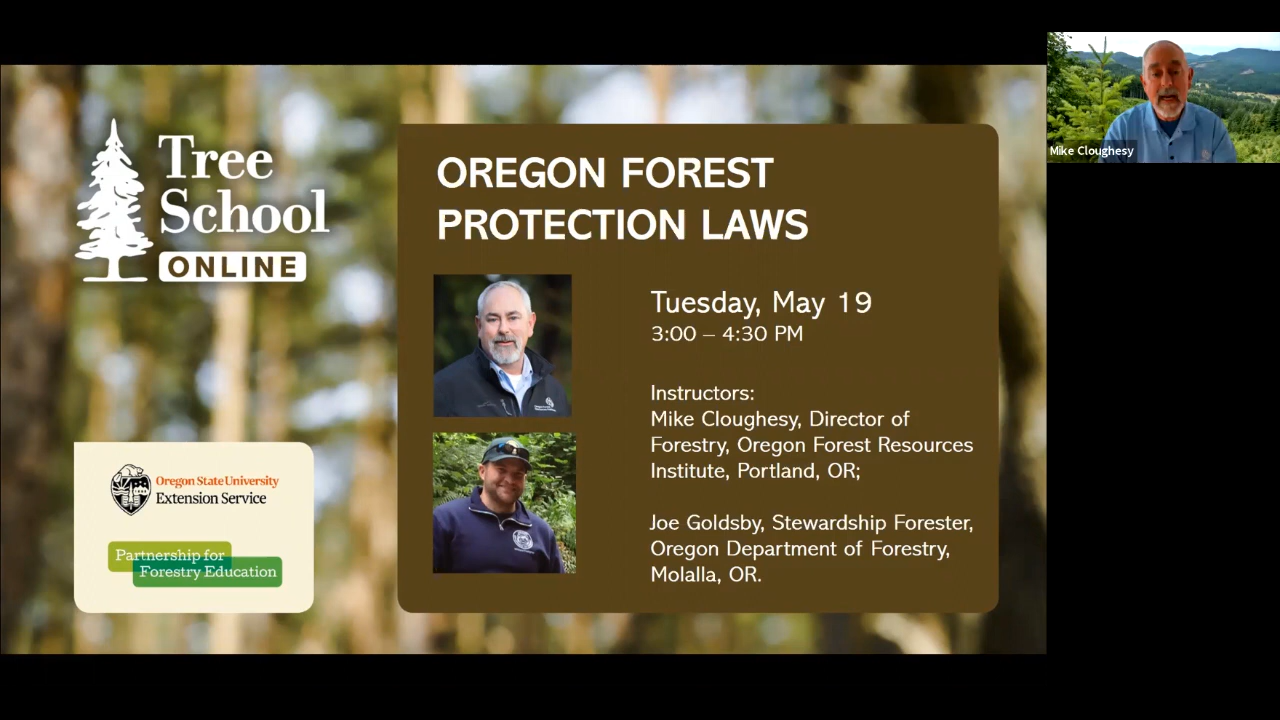 Tree
School
ONLINE
OREGON FOREST
PROTECTION LAWS
Tuesday, May 19
3:00 – 4:30 PM
Instructors:
Mike Cloughesy, Director of
Forestry, Oregon Forest Resources
Institute, Portland, OR;
Joe Goldsby, Stewardship Forester,
Oregon Department of Forestry,
Molalla, OR.
Oregon State University
Extension Service
Partnership for
Forestry Education
Mike Cloughesy